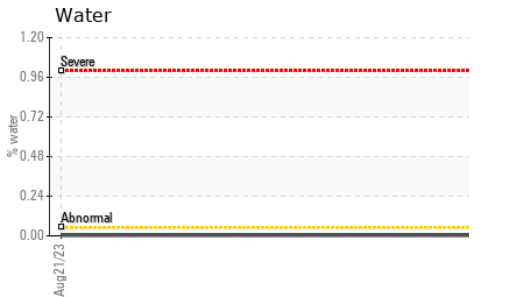 Water
1.20
Severe
0.96
0.72
% water
0.48
0.24
Abnormal
0.00
Aug21/23